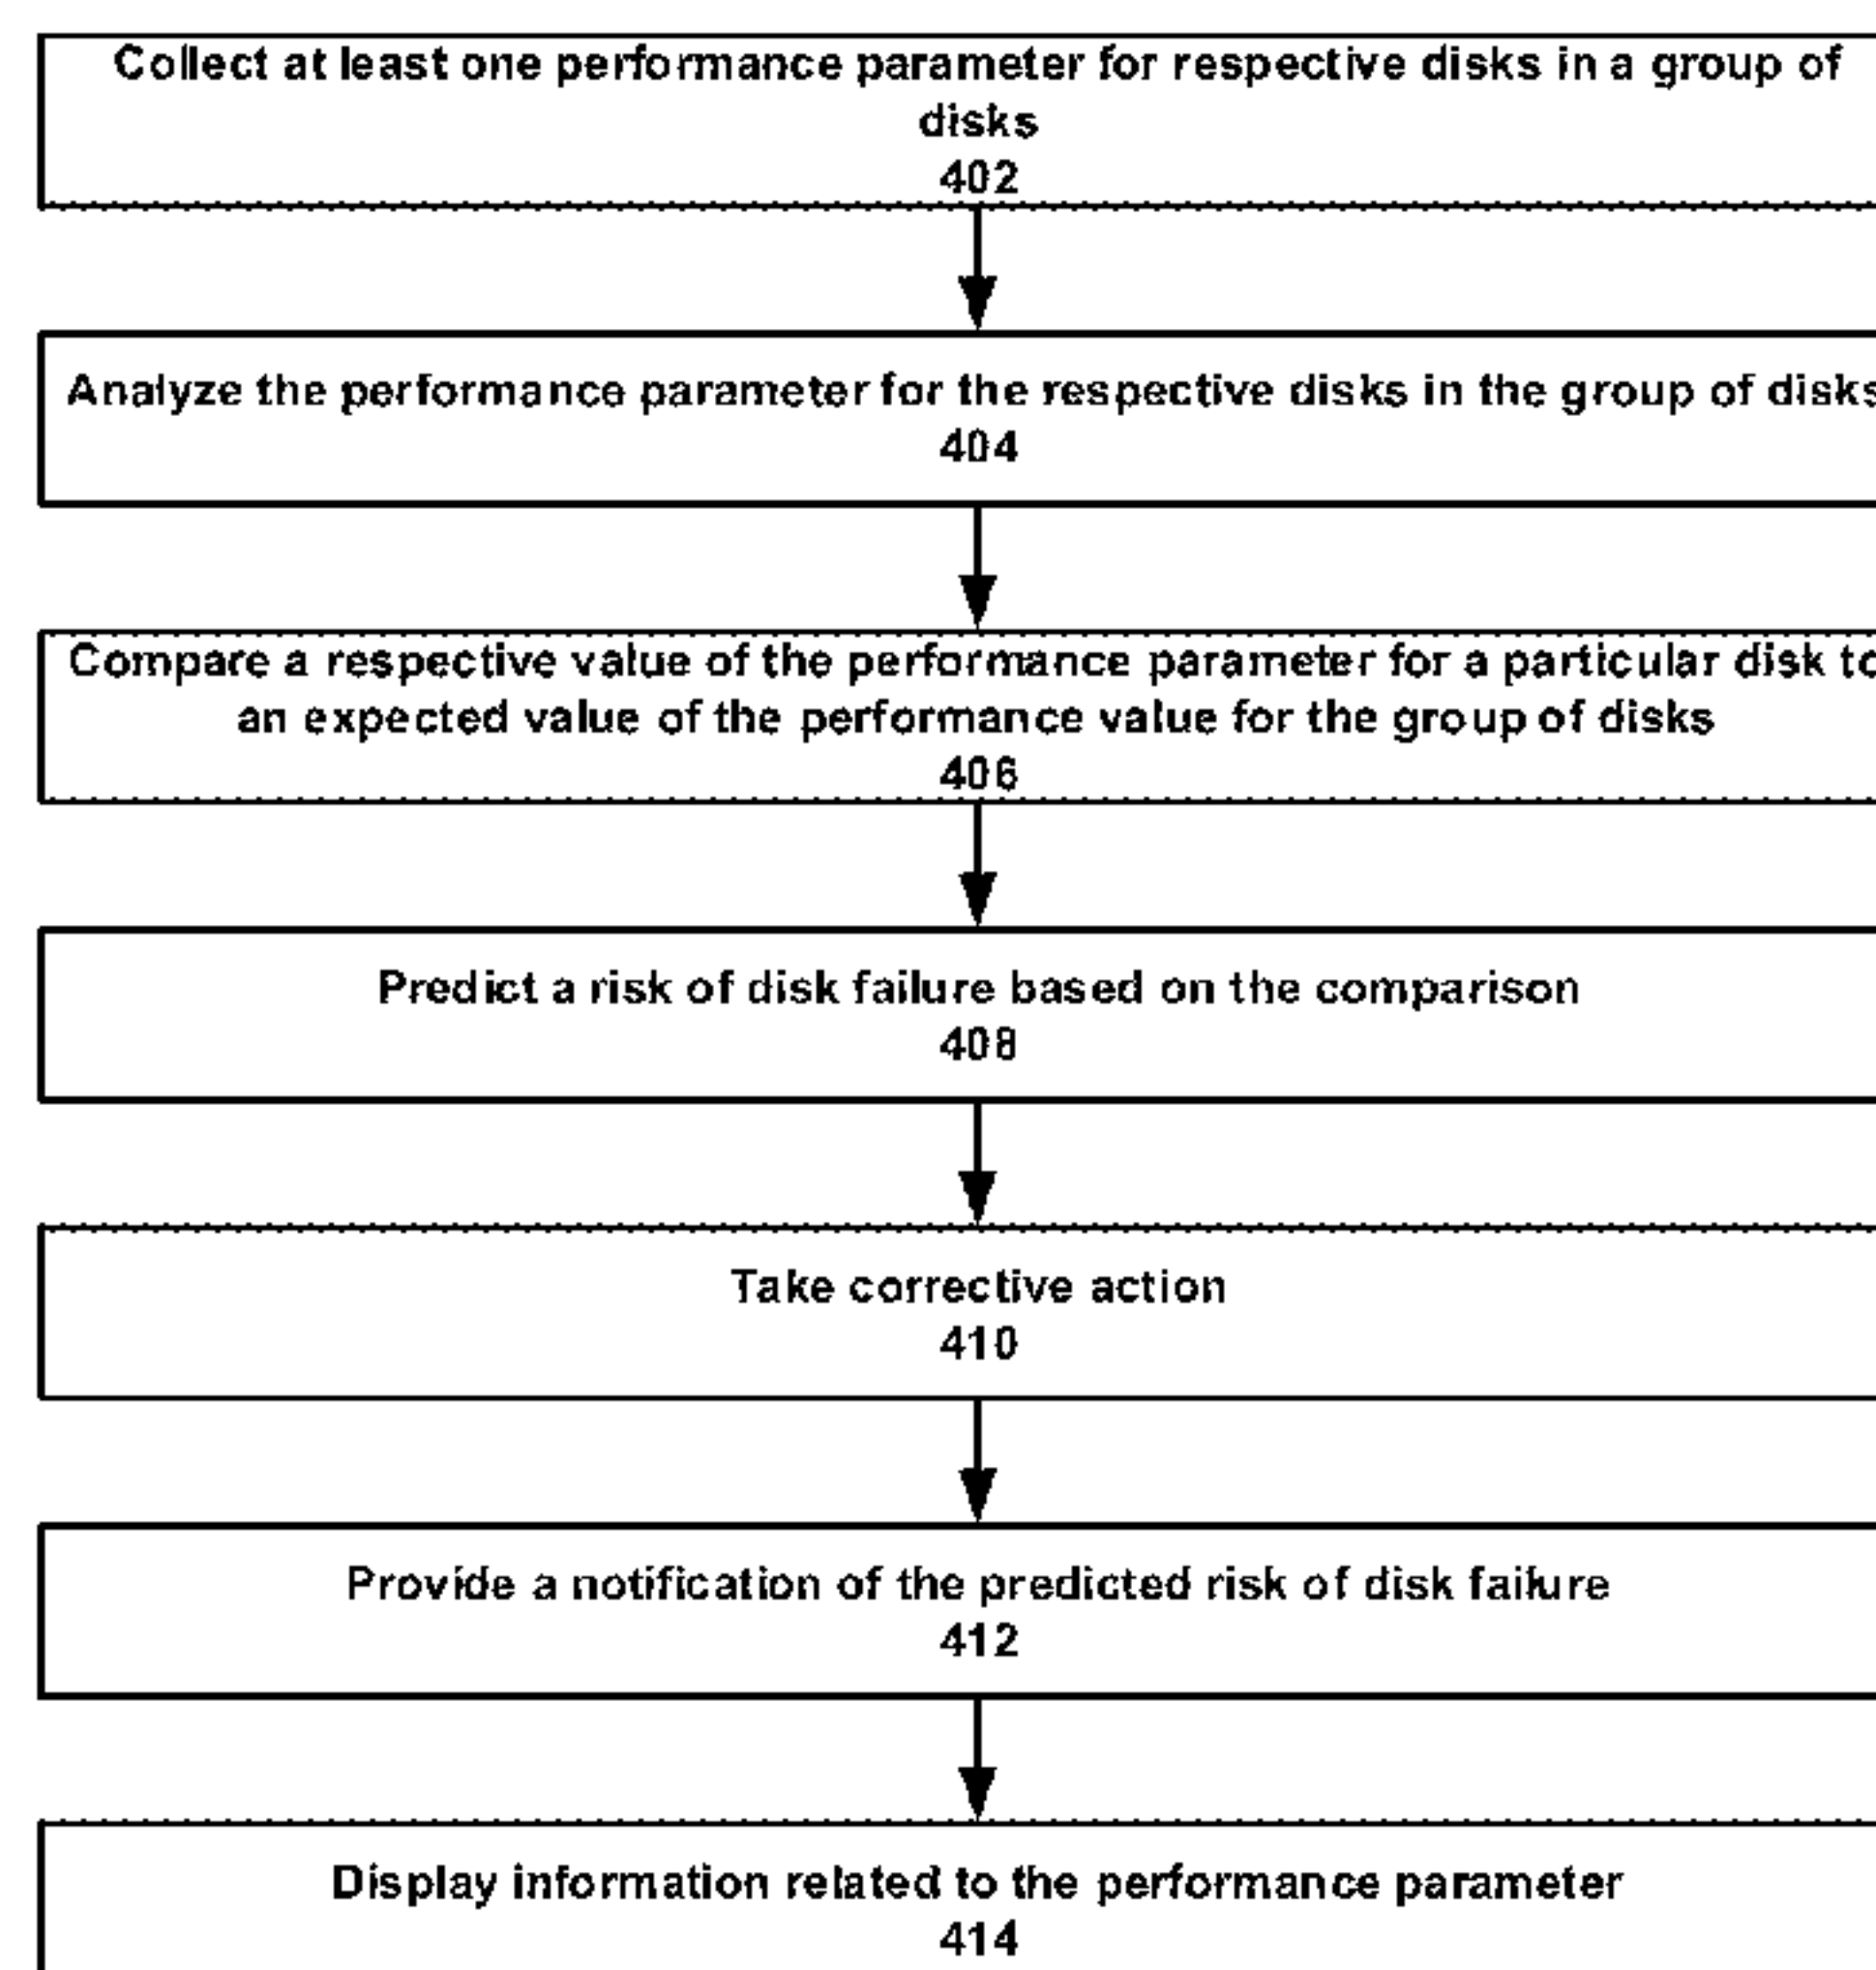 Collect at least one performance parameter for respective disks in a group of
disks
402
Analyze the performance parameter for the respective disks in the group of disks
404
Compare a respective value of the performance parameter for a particular disk to
an expected value of the performance value for the group of disks
406
Predict a risk of disk failure based on the comparison
408
Take corrective action
410
Provide a notification of the predicted risk of disk failure
412
Display information related to the performance parameter
414